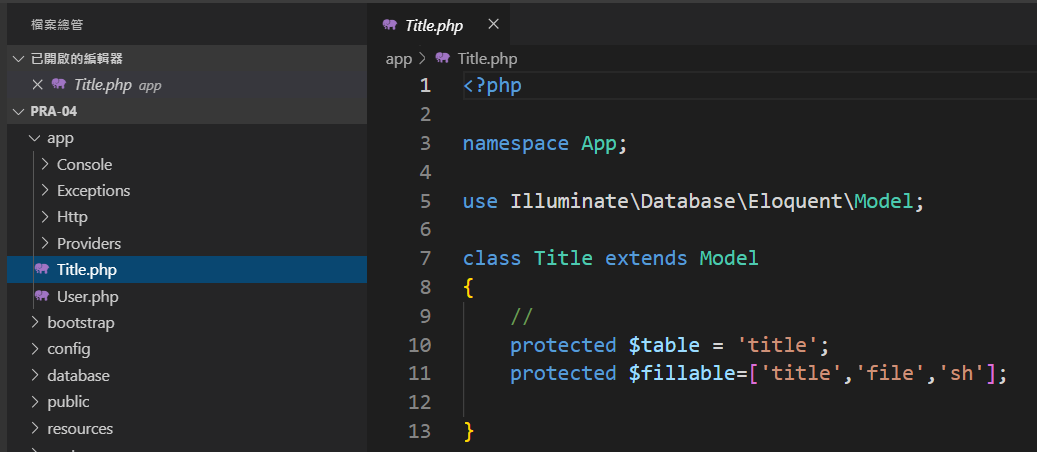 檔案總管
已開啟的編輯器
Title.php app
PRA-04
app
Console
Exceptions
Http
Providers
Title.php
User.php
bootstrap
config
database
public
resources
Title.php
app > Title.php
1 <?php
2
3 namespace App;
4
5 use Illuminate\Database\Eloquent\Model;
6
7 class Title extends Model
8 {
9 //
10 protected $table = 'title';
11 protected $fillable=['title','file','sh'];
12
13 }